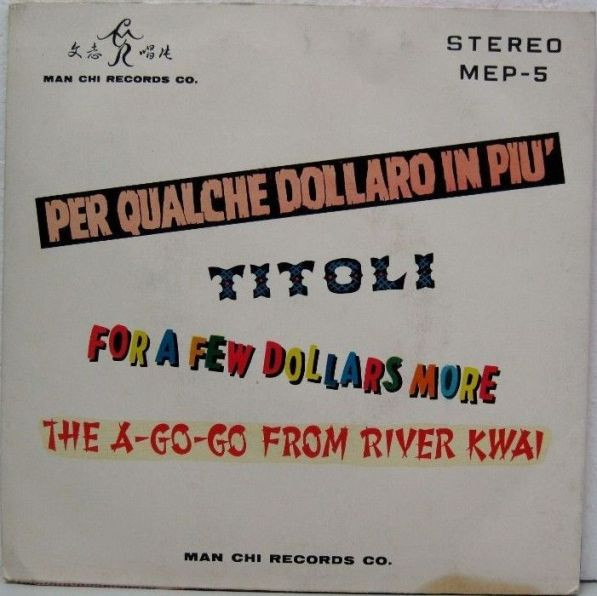 文志 唱片
MAN CHI RECORDS CO.
STEREO
MEP-5
PER QUALCHE DOLLARO IN PIU'
TITOLI
FOR A FEW DOLLARS MORE
THE A-GO-GO FROM RIVER KWAI
MAN CHI RECORDS CO.